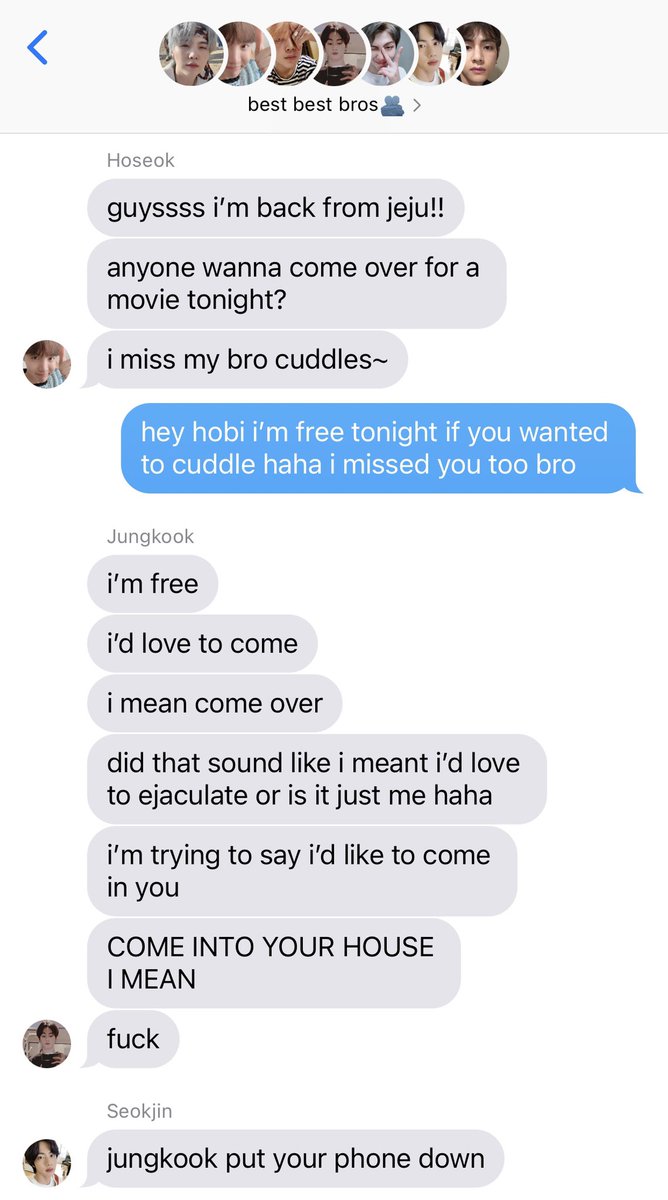 best best bros🫂 >
Hoseok
guyssss i’m back from jeju!!
anyone wanna come over for a
movie tonight?
i miss my bro cuddles~
hey hobi i’m free tonight if you wanted
to cuddle haha i missed you too bro
Jungkook
i’m free
i’d love to come
i mean come over
did that sound like i meant i’d love
to ejaculate or is it just me haha
i’m trying to say i’d like to come
in you
COME INTO YOUR HOUSE
I MEAN
fuck
Seokjin
jungkook put your phone down